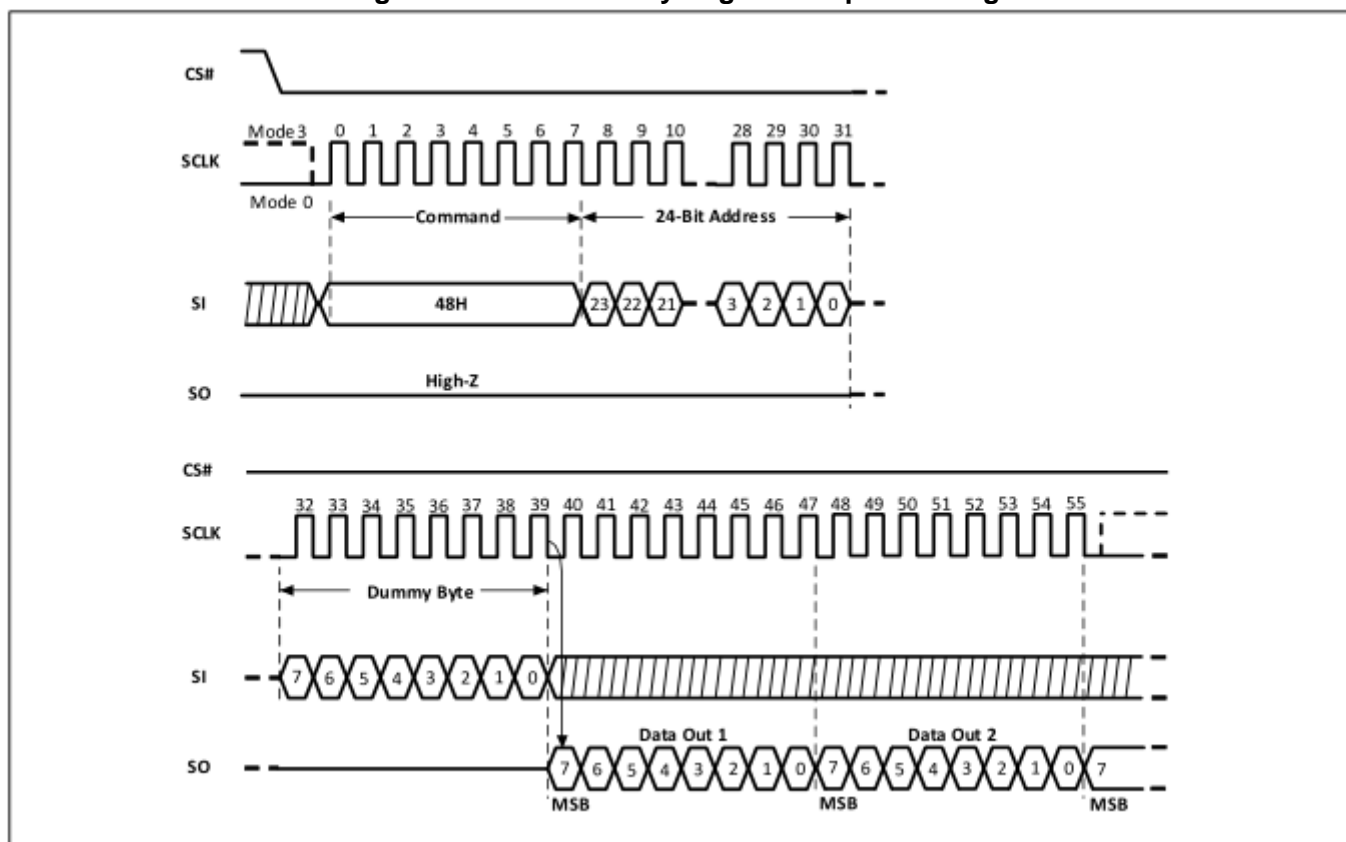 CS#
Mode 3 0 1 2 3 4 5 6 7 8 9 10 28 29 30 31
SCLK
Mode 0
Command 24-Bit Address
SI 48H 23 22 21 3 2 1 0
High-Z
SO
CS#
32 33 34 35 36 37 38 39 40 41 42 43 44 45 46 47 48 49 50 51 52 53 54 55
SCLK
Dummy Byte
SI 7 6 5 4 3 2 1 0
Data Out 1 Data Out 2
SO 7 6 5 4 3 2 1 0 7 6 5 4 3 2 1 0 7
MSB MSB MSB